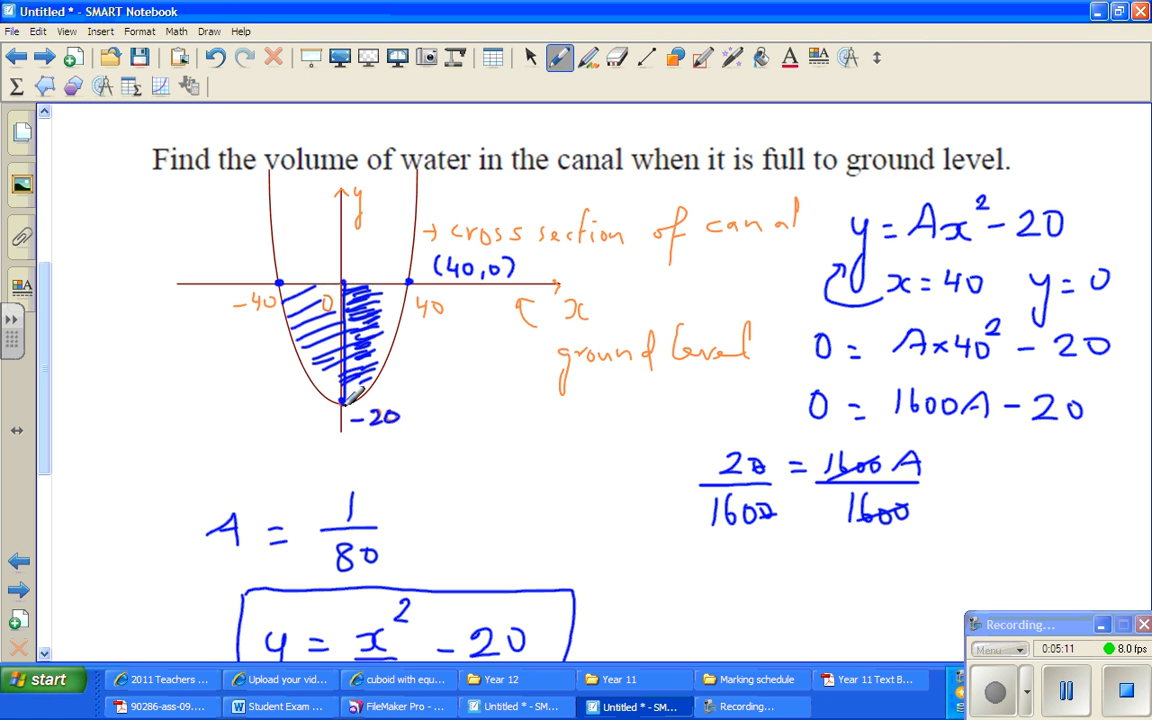 Untitled * - SMART Notebook
File Edit View Insert Format Math Draw Help
Find the volume of water in the canal when it is full to ground level.
y
→ cross section of canal
(40,0)
-40 0 40 x
ground level
-20
y = Ax² - 20
x = 40 y = 0
0 = A×40² - 20
0 = 1600A - 20
20 = 1600 A
1600 1600
A = 1
80
y = x² - 20
Recording...
Menu 0:05:11 8.0 fps
start 2011 Teachers ... Upload your vid... cuboid with equ... Year 12 Year 11 Marking schedule Year 11 Text B...
90286-ass-09.... Student Exam ... FileMaker Pro - ... Untitled * - SM... Untitled * - SM... Recording...